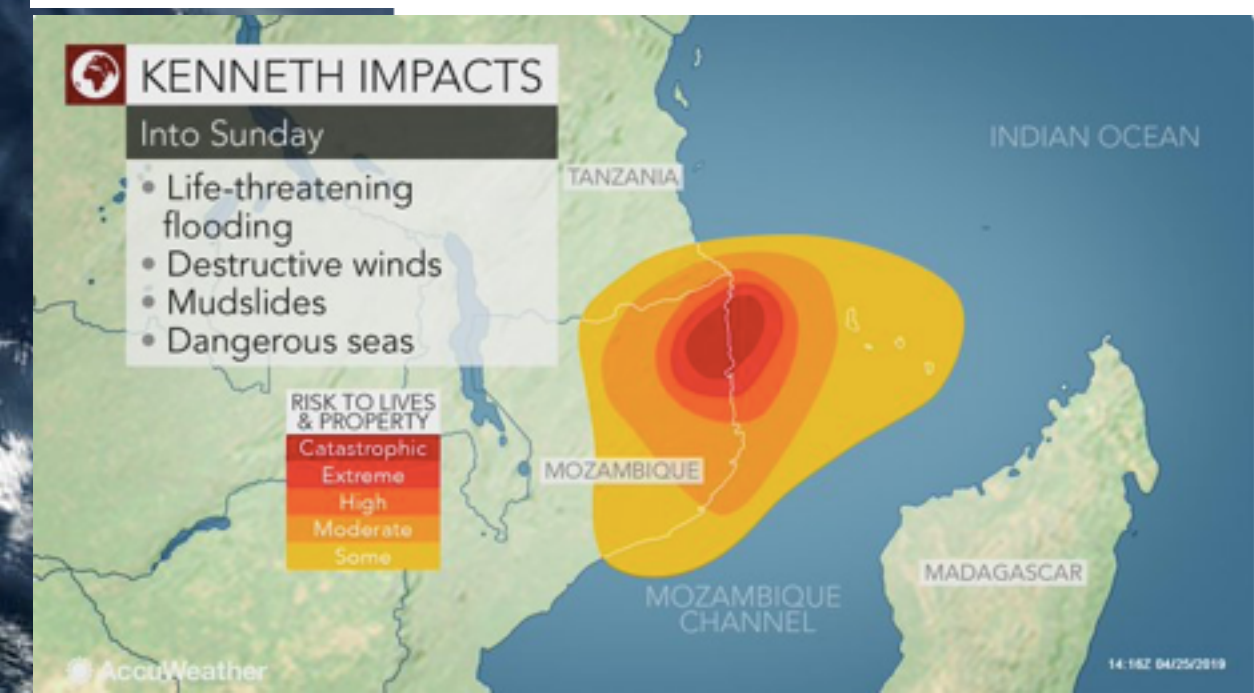 KENNETH IMPACTS
Into Sunday
• Life-threatening
flooding
• Destructive winds
• Mudslides
• Dangerous seas
RISK TO LIVES
& PROPERTY
Catastrophic
Extreme
High
Moderate
Some
TANZANIA
INDIAN OCEAN
MOZAMBIQUE
MADAGASCAR
MOZAMBIQUE
CHANNEL
AccuWeather
14:16Z 04/25/2019